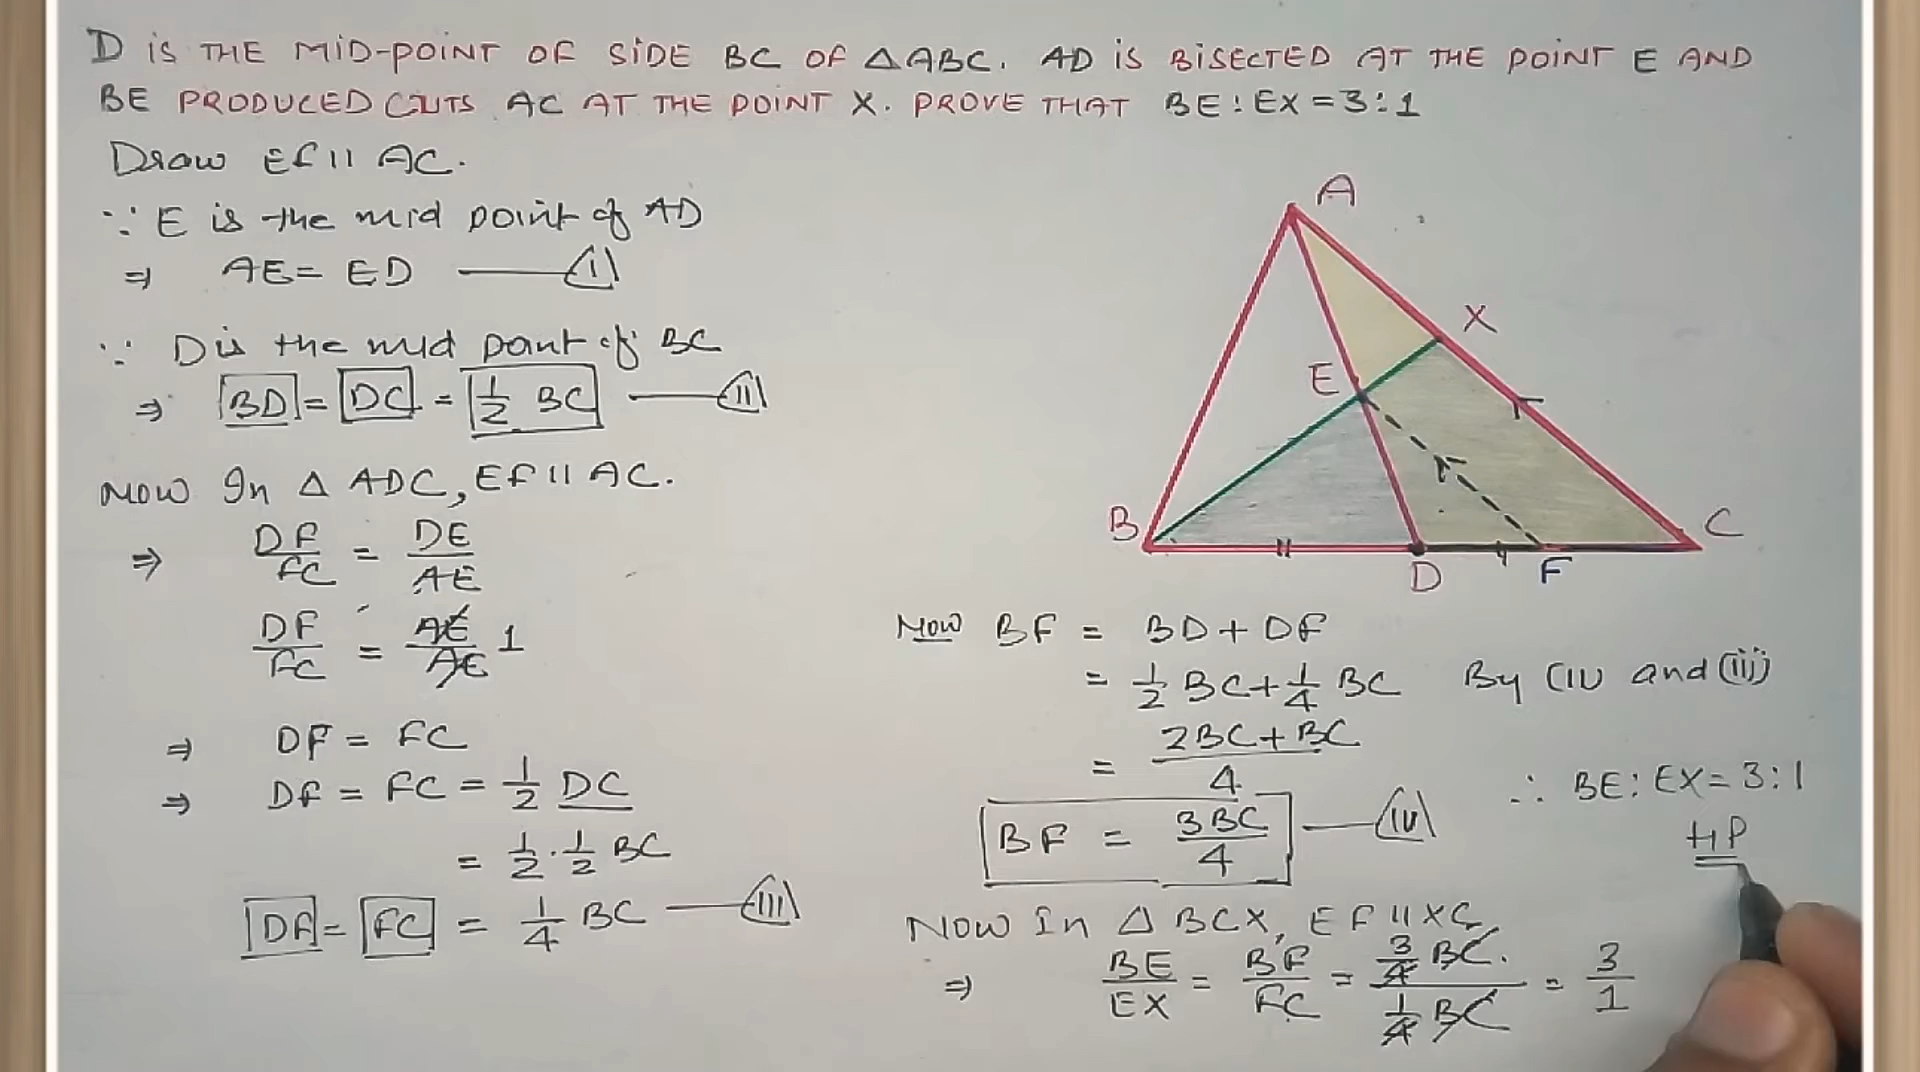 D IS THE MID-POINT OF SIDE BC OF △ABC. AD IS BISECTED AT THE POINT E AND
BE PRODUCED CUTS AC AT THE POINT X. PROVE THAT BE:EX=3:1
Draw EF || AC.
∵ E is the mid point of AD
⇒ AE = ED —— (I)
∵ D is the mid point of BC
⇒ BD = DC = 1/2 BC —— (II)
Now In △ ADC, EF || AC.
⇒ DF/FC = DE/AE
DF/FC = AE/AE 1
⇒ DF = FC
⇒ DF = FC = 1/2 DC
= 1/2 · 1/2 BC
DF = FC = 1/4 BC —— (III)
A
X
E
B
C
D
F
Now BF = BD + DF
= 1/2 BC + 1/4 BC By (II) and (iii)
= 2BC + BC/4
BF = 3BC/4 —— (IV)
∴ BE:EX = 3:1
HP
Now In △ BCX, EF || XC
⇒ BE/EX = BF/FC = 3/4 BC. / 1/4 BC = 3/1